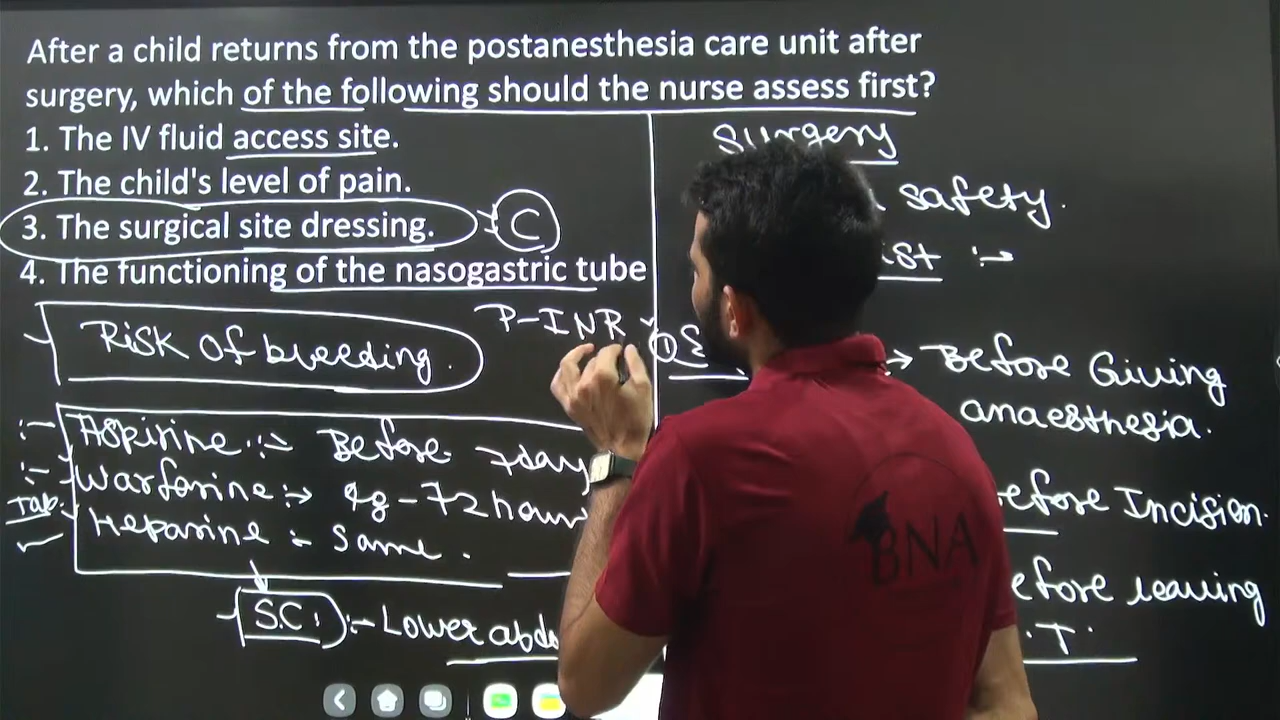 After a child returns from the postanesthesia care unit after
surgery, which of the following should the nurse assess first?
1. The IV fluid access site.
2. The child's level of pain.
3. The surgical site dressing.
C
4. The functioning of the nasogastric tube
Risk of bleeding.
P-INR
Aspirine :- Before 7day
Warfarine :→ 48-72 hour
Tab.
Heparine :- Same.
S.C. :- Lower abdo
Surgery
safety.
ist :→
①
→ Before Giving
anaesthesia.
efore Incision.
efore leaving
.T.
BNA